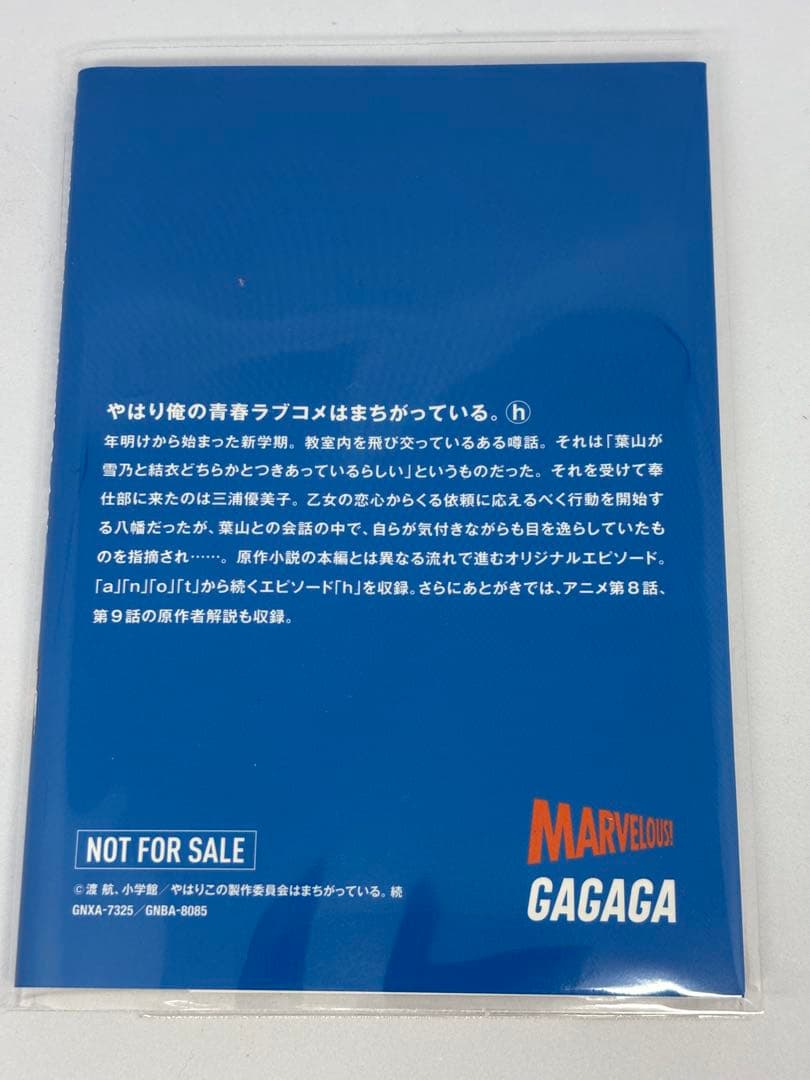 やはり俺の青春ラブコメはまちがっている。ⓗ
年明けから始まった新学期。教室内を飛び交っているある噂話。それは「葉山が
雪乃と結衣どちらかとつきあっているらしい」というものだった。それを受けて奉
仕部に来たのは三浦優美子。乙女の恋心からくる依頼に応えるべく行動を開始す
る八幡だったが、葉山との会話の中で、自らが気付きながらも目を逸らしていたも
のを指摘され……。原作小説の本編とは異なる流れで進むオリジナルエピソード。
「a」「n」「o」「t」から続くエピソード「h」を収録。さらにあとがきでは、アニメ第8話、
第9話の原作者解説も収録。
MARVELOUS!
NOT FOR SALE
©渡 航、小学館／やはりこの製作委員会はまちがっている。続
GNXA-7325／GNBA-8085
GAGAGA